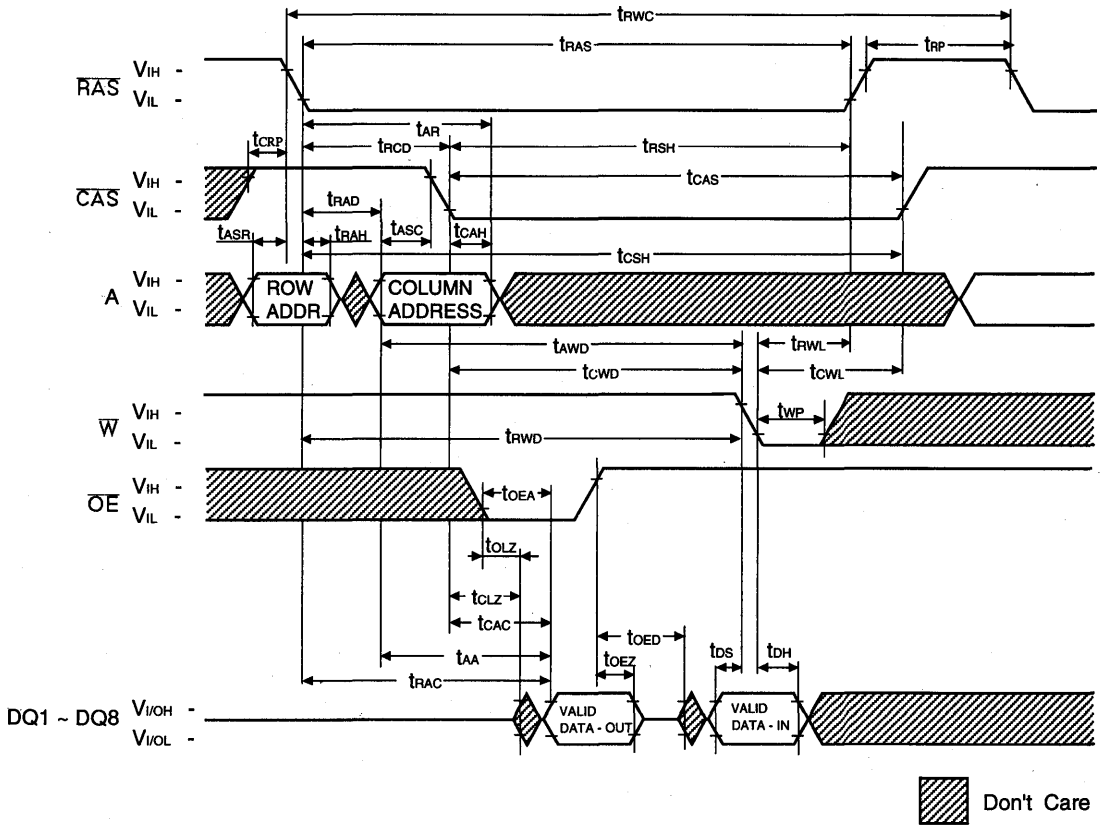 tRWC
tRAS
tRP
RAS
VIH -
VIL -
tAR
tCRP
tRCD
tRSH
CAS
VIH -
VIL -
tCAS
tRAD
tASR
tRAH
tASC
tCAH
tCSH
A
VIH -
VIL -
ROW
ADDR
COLUMN
ADDRESS
tAWD
tRWL
tCWD
tCWL
W
VIH -
VIL -
tWP
tRWD
OE
VIH -
VIL -
tOEA
tOLZ
tCLZ
tCAC
tOED
tAA
tOEZ
tDS
tDH
tRAC
DQ1 ~ DQ8
VI/OH -
VI/OL -
VALID
DATA - OUT
VALID
DATA - IN
Don't Care